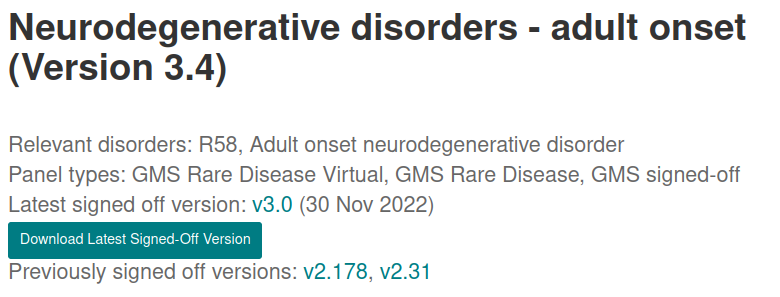 Neurodegenerative disorders - adult onset
(Version 3.4)
Relevant disorders: R58, Adult onset neurodegenerative disorder
Panel types: GMS Rare Disease Virtual, GMS Rare Disease, GMS signed-off
Latest signed off version: v3.0 (30 Nov 2022)
Download Latest Signed-Off Version
Previously signed off versions: v2.178, v2.31